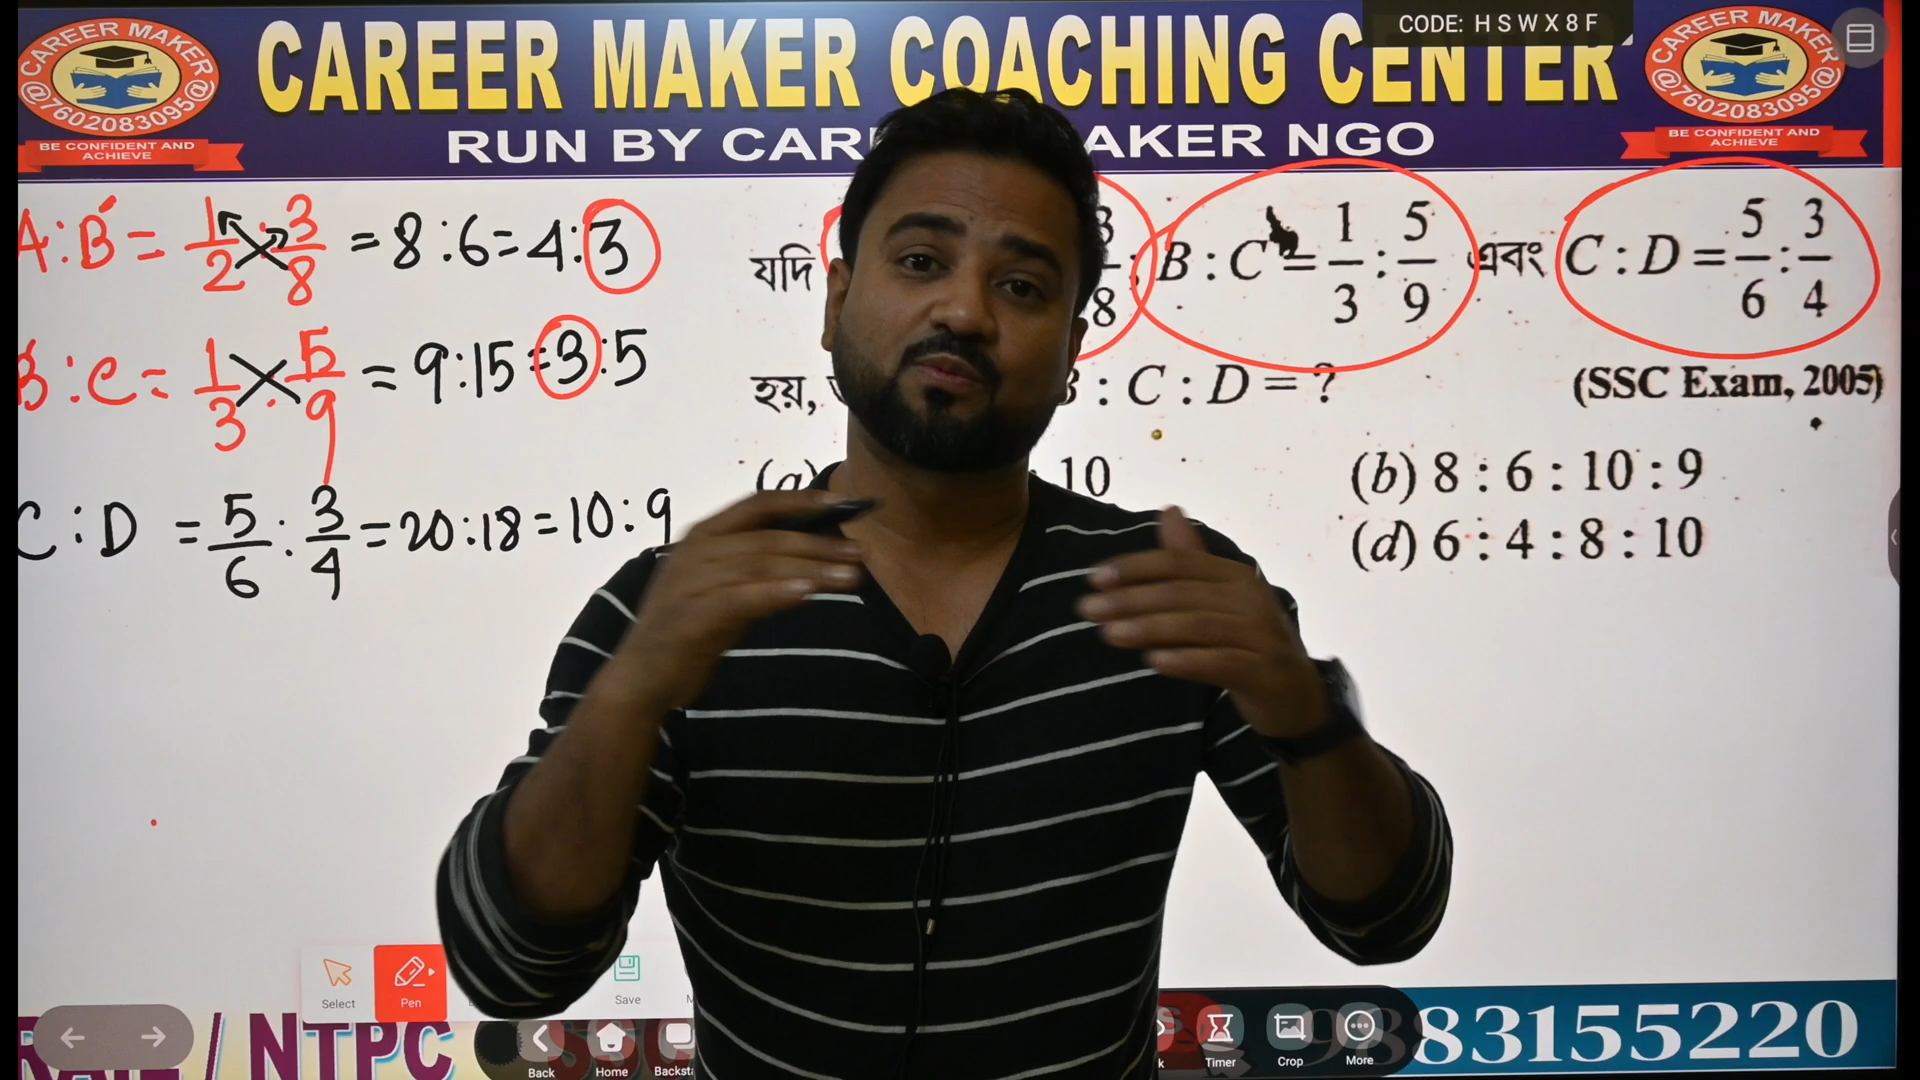 CODE: H S W X 8 F
CAREER MAKER COACHING CENTER
CAREER MAKER
@7602083095@
BE CONFIDENT AND
ACHIEVE
CAREER MAKER
@7602083095@
BE CONFIDENT AND
ACHIEVE
RUN BY CAR AKER NGO
A:B = 1/2 : 3/8 = 8:6 = 4:3
B:C = 1/3 : 5/9 = 9:15 = 3:5
C:D = 5/6 : 3/4 = 20:18 = 10:9
যদি 3/8 ; B : C = 1/3 : 5/9 এবং C : D = 5/6 : 3/4
হয়, B : C : D = ? (SSC Exam, 2005)
(a) : 10 (b) 8 : 6 : 10 : 9
(d) 6 : 4 : 8 : 10
Select
Pen
Save
Back
Home
Timer
Crop
More
/ NTPC
83155220